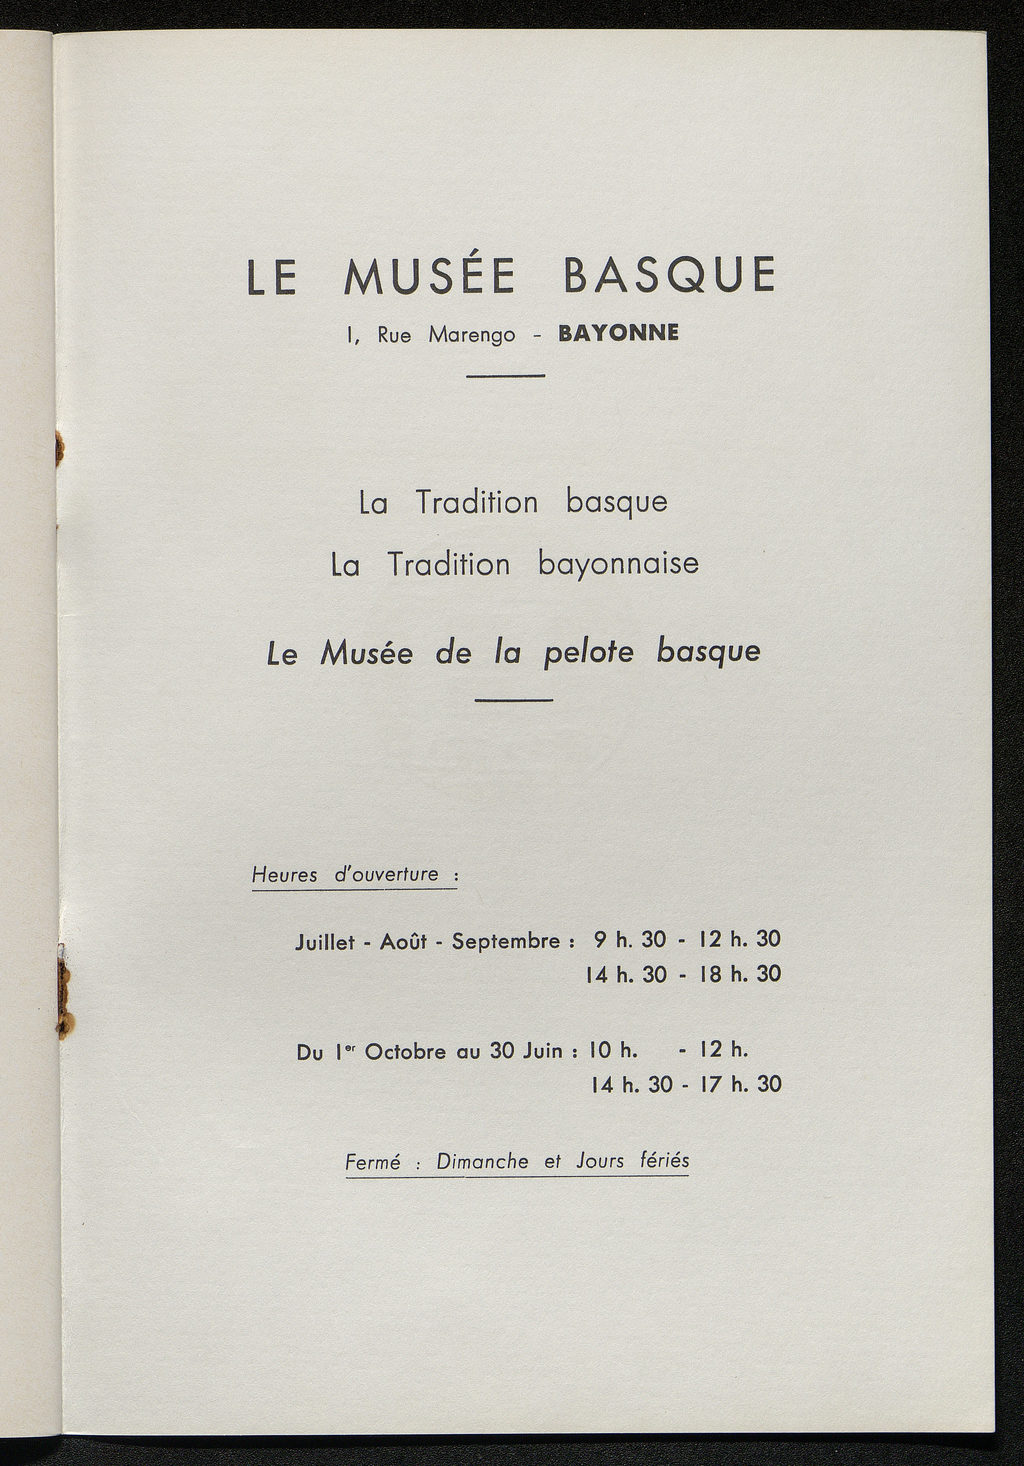 LE MUSÉE BASQUE
1, Rue Marengo - BAYONNE
La Tradition basque
La Tradition bayonnaise
Le Musée de la pelote basque
Heures d'ouverture :
Juillet - Août - Septembre : 9 h. 30 - 12 h. 30
14 h. 30 - 18 h. 30
Du 1er Octobre au 30 Juin : 10 h. - 12 h.
14 h. 30 - 17 h. 30
Fermé : Dimanche et Jours fériés